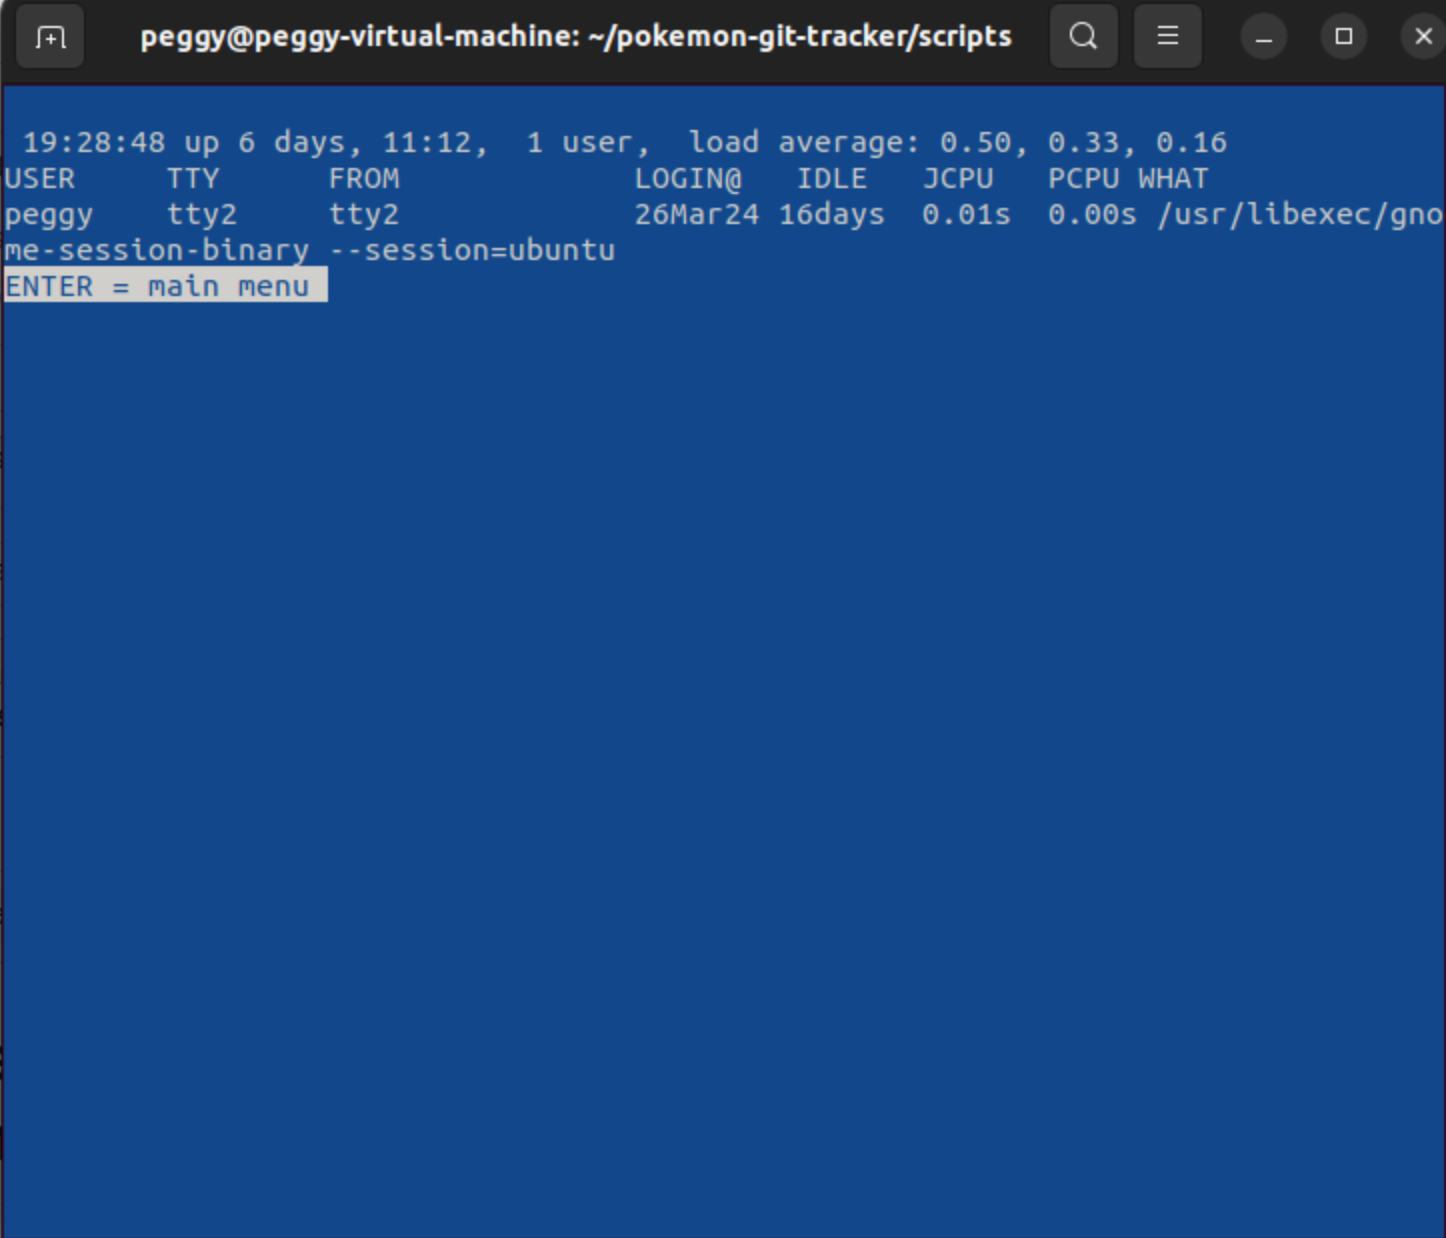 peggy@peggy-virtual-machine: ~/pokemon-git-tracker/scripts
19:28:48 up 6 days, 11:12,  1 user,  load average: 0.50, 0.33, 0.16
USER     TTY      FROM             LOGIN@   IDLE   JCPU   PCPU WHAT
peggy    tty2     tty2             26Mar24 16days  0.01s  0.00s /usr/libexec/gno
me-session-binary --session=ubuntu
ENTER = main menu